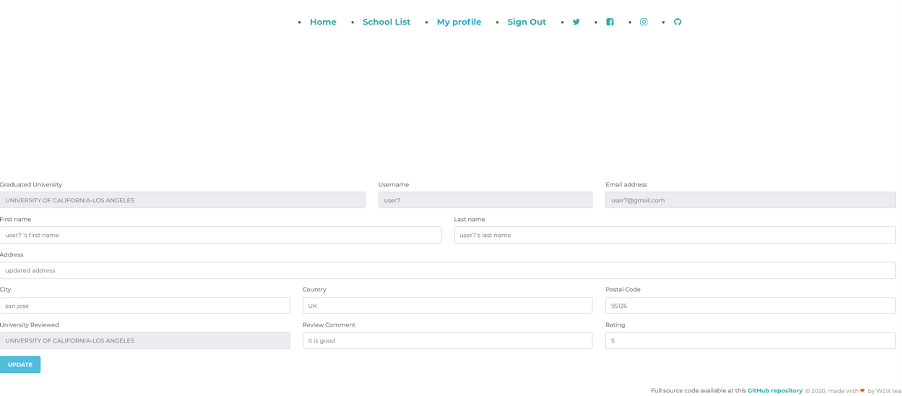 Home School List My profile Sign Out
Graduated University Username Email address
UNIVERSITY OF CALIFORNIA-LOS ANGELES user7 user7@gmail.com
First name Last name
user7 's first name user7's last name
Address
updated address
City Country Postal Code
san jose UK 95126
University Reviewed Review Comment Rating
UNIVERSITY OF CALIFORNIA-LOS ANGELES it is good 5
UPDATE
Full source code available at this GitHub repository © 2020, made with ❤ by WOX tea